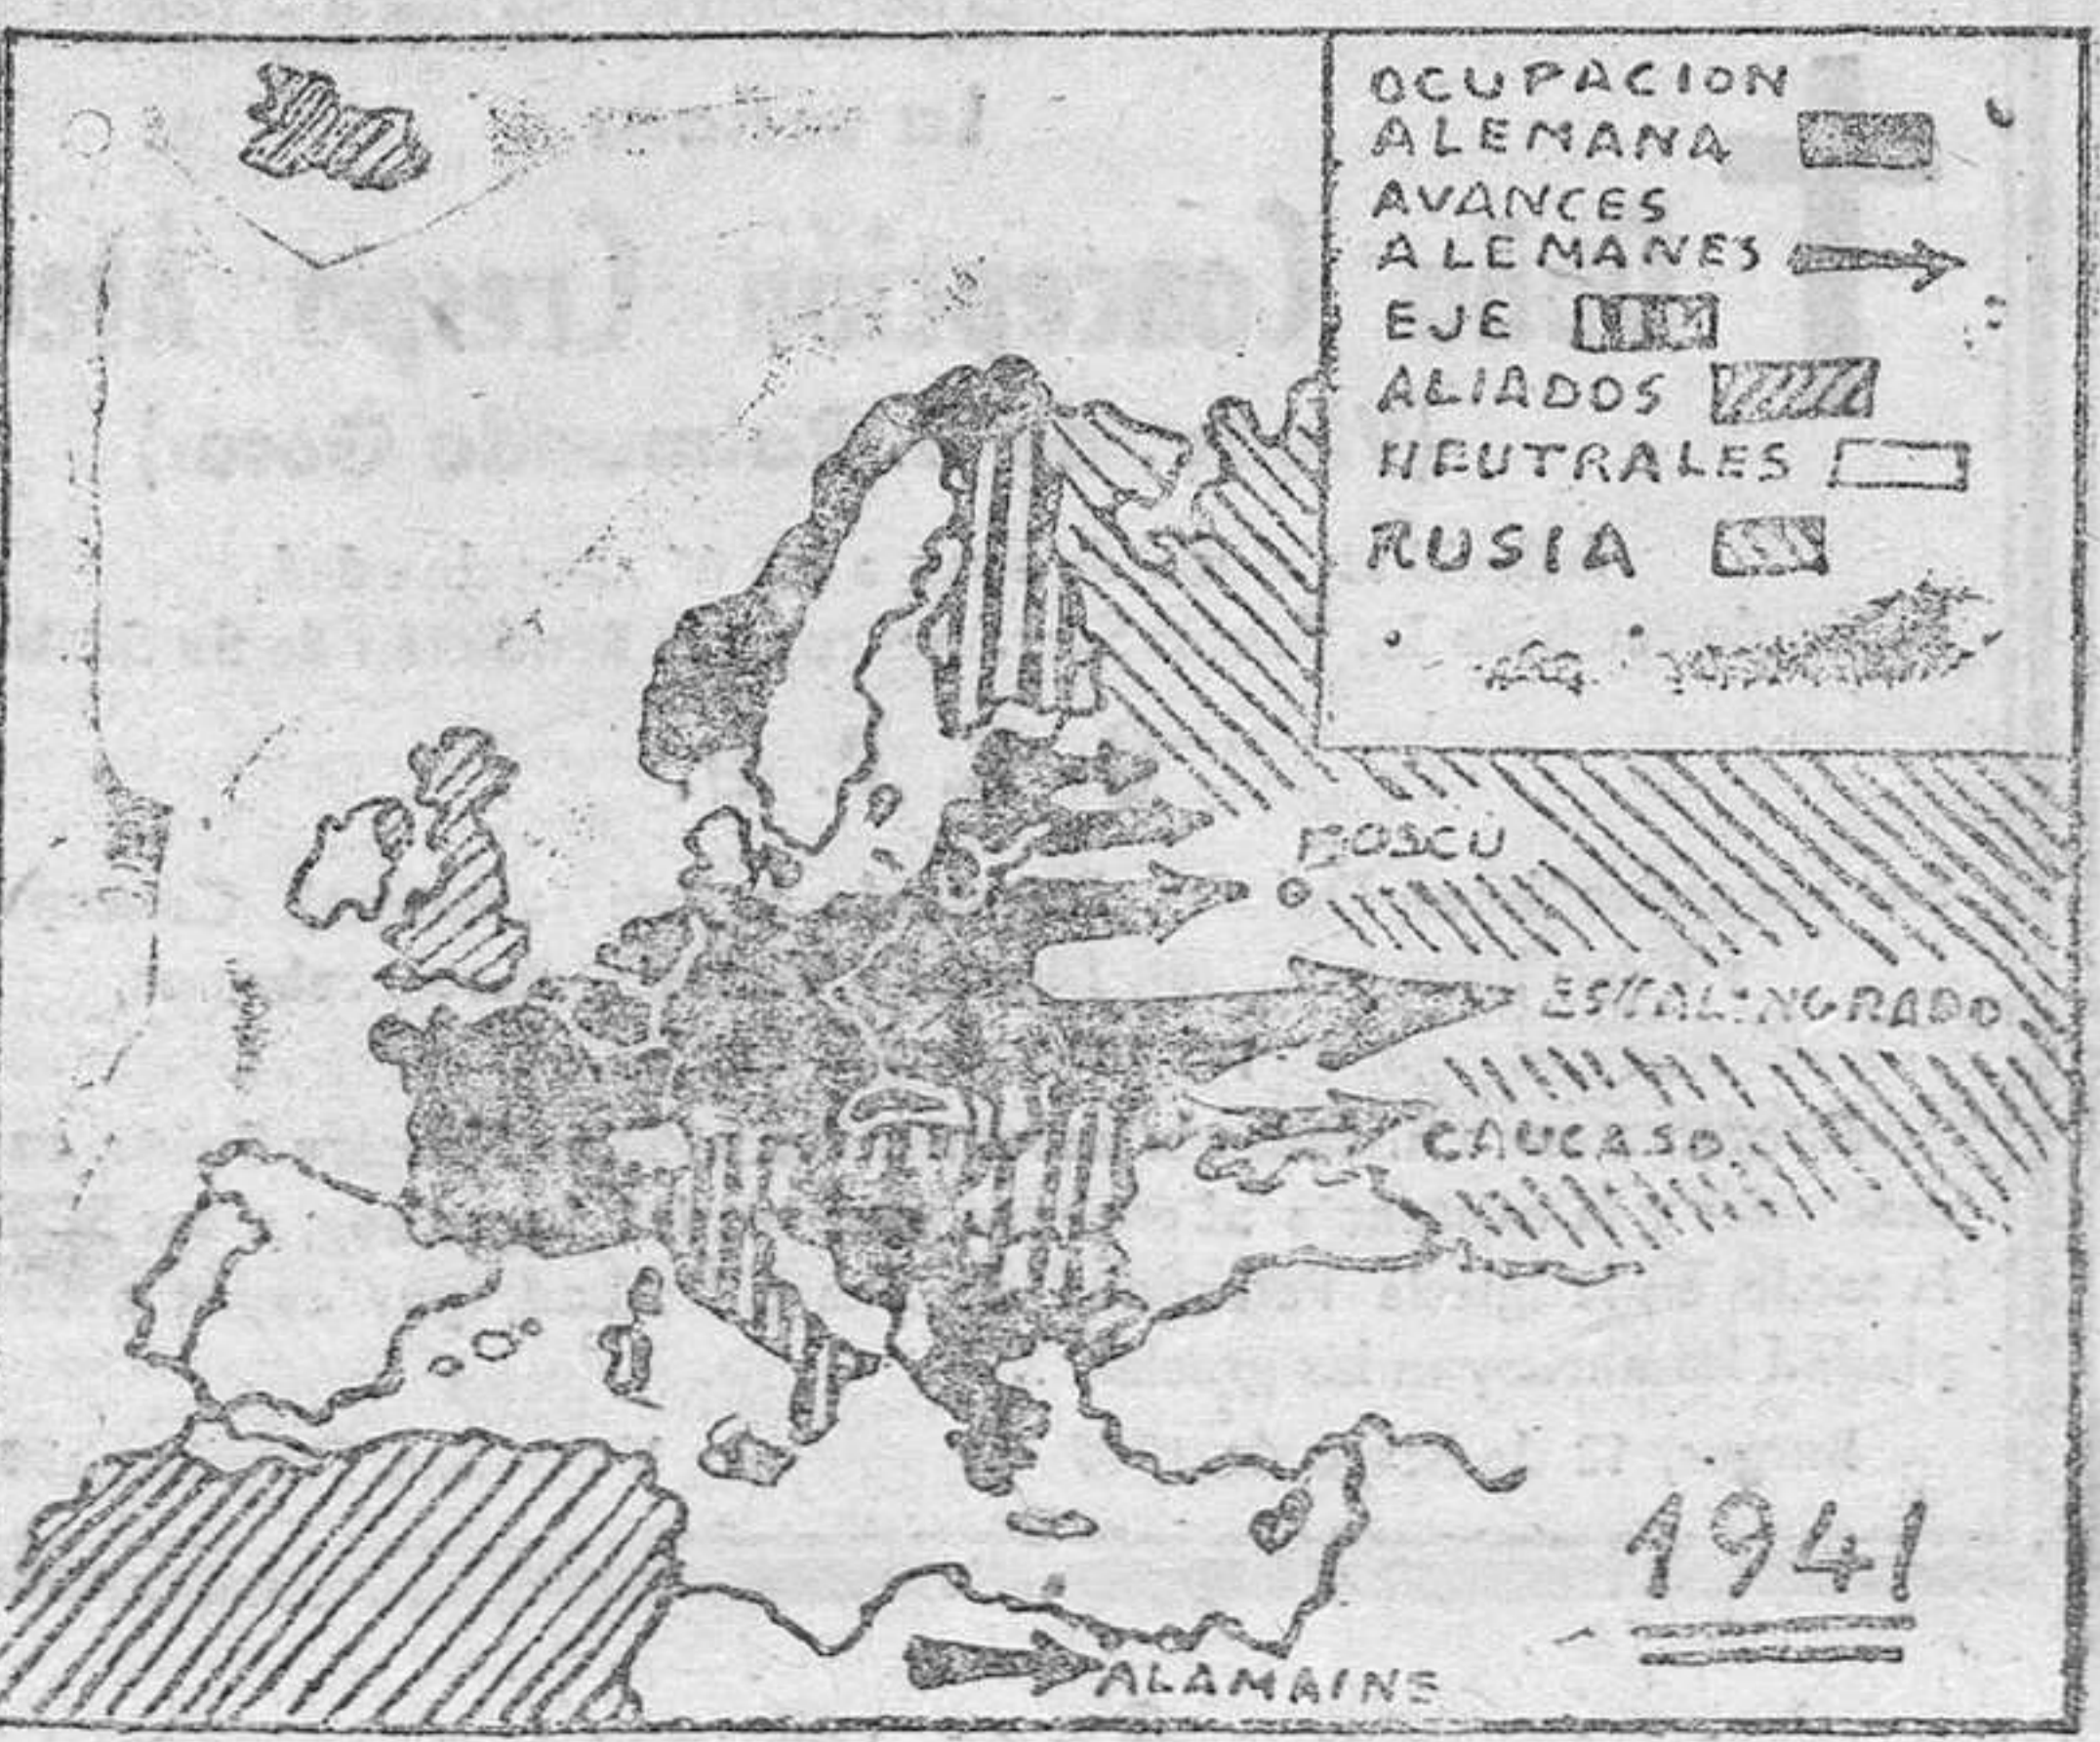 OCUPACION
ALEMANA
AVANCES
ALEMANES
EJE
ALIADOS
NEUTRALES
RUSIA
MOSCU
ESTALINGRADO
CAUCASO
1941
ALAMAINE